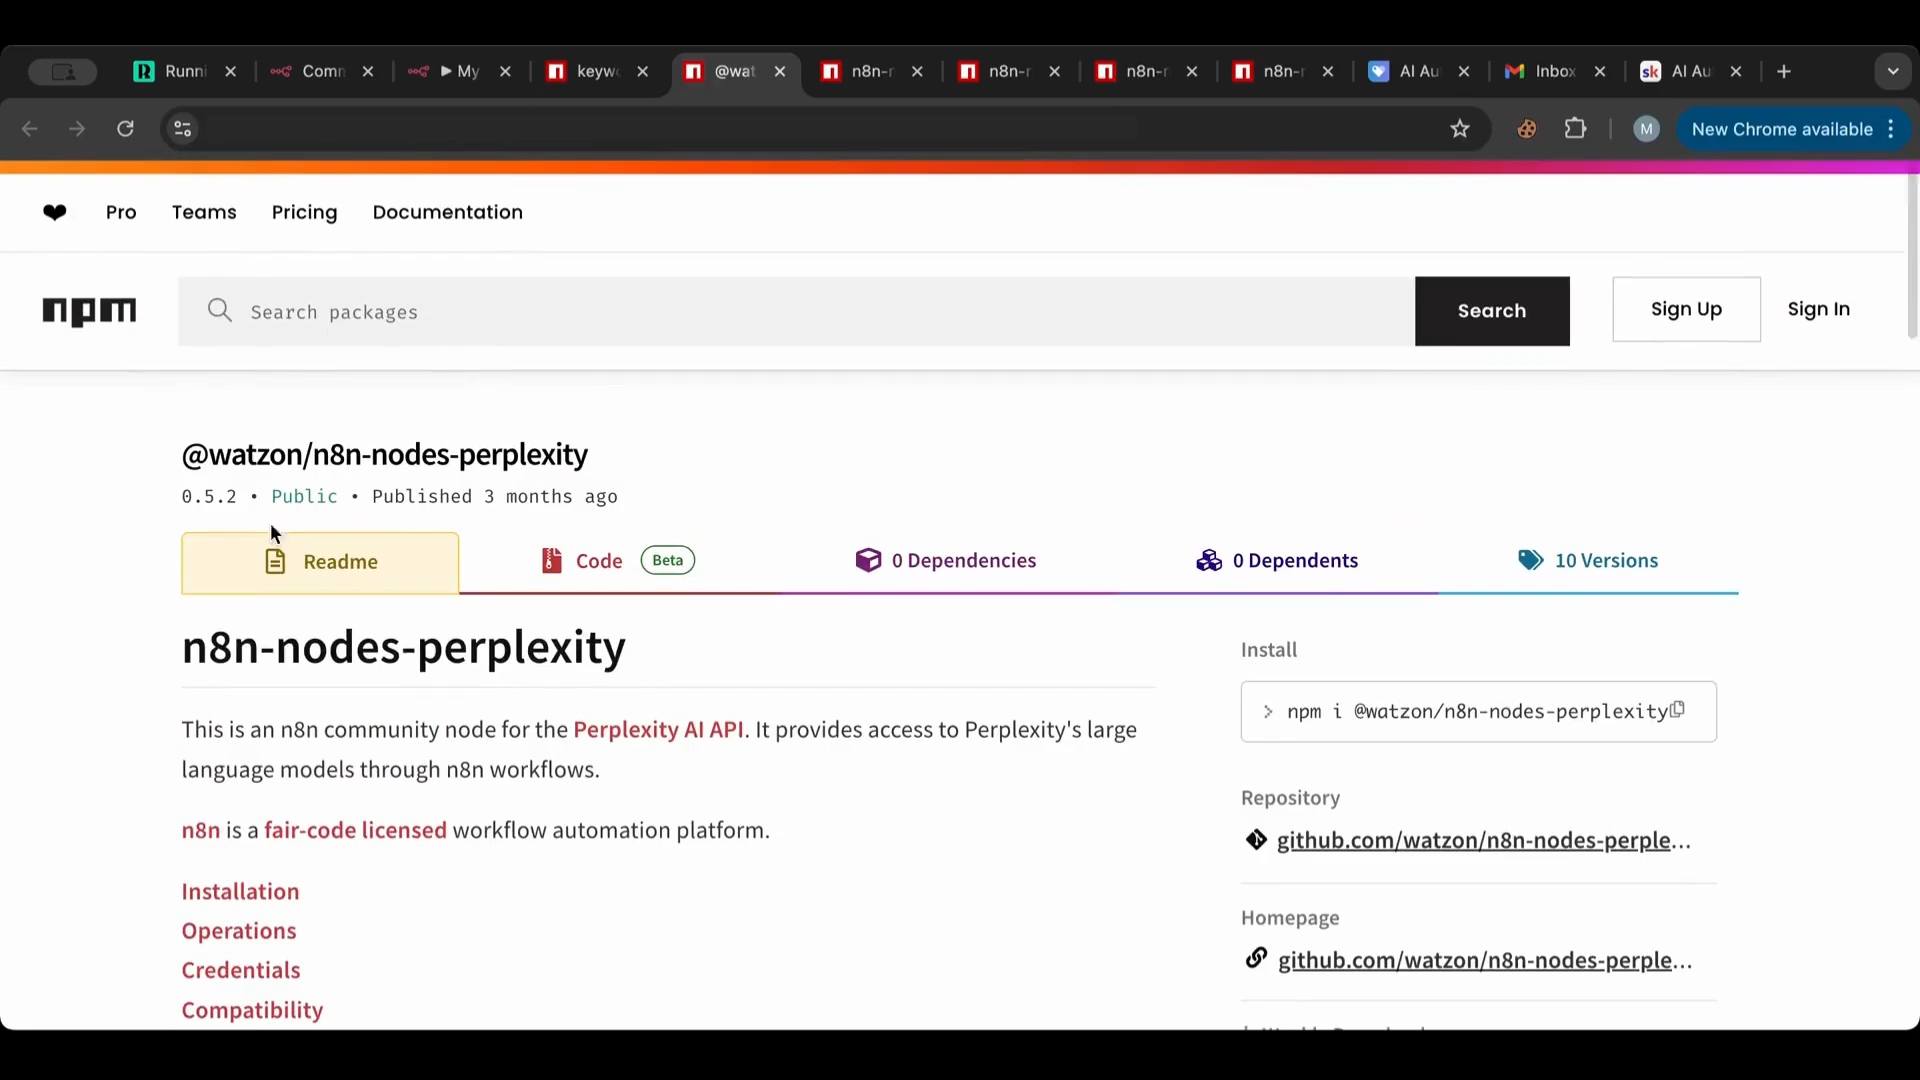 Runni
Comn
My
keyw
@wat
n8n-r
n8n-r
n8n-r
n8n-r
AI Au
Inbox
sk
AI Au
M
New Chrome available
Pro
Teams
Pricing
Documentation
npm
Search packages
Search
Sign Up
Sign In
@watzon/n8n-nodes-perplexity
0.5.2 • Public • Published 3 months ago
Readme
Code
Beta
0 Dependencies
0 Dependents
10 Versions
n8n-nodes-perplexity
This is an n8n community node for the Perplexity AI API. It provides access to Perplexity's large
language models through n8n workflows.
n8n is a fair-code licensed workflow automation platform.
Installation
Operations
Credentials
Compatibility
Install
> npm i @watzon/n8n-nodes-perplexity
Repository
github.com/watzon/n8n-nodes-perple...
Homepage
github.com/watzon/n8n-nodes-perple...